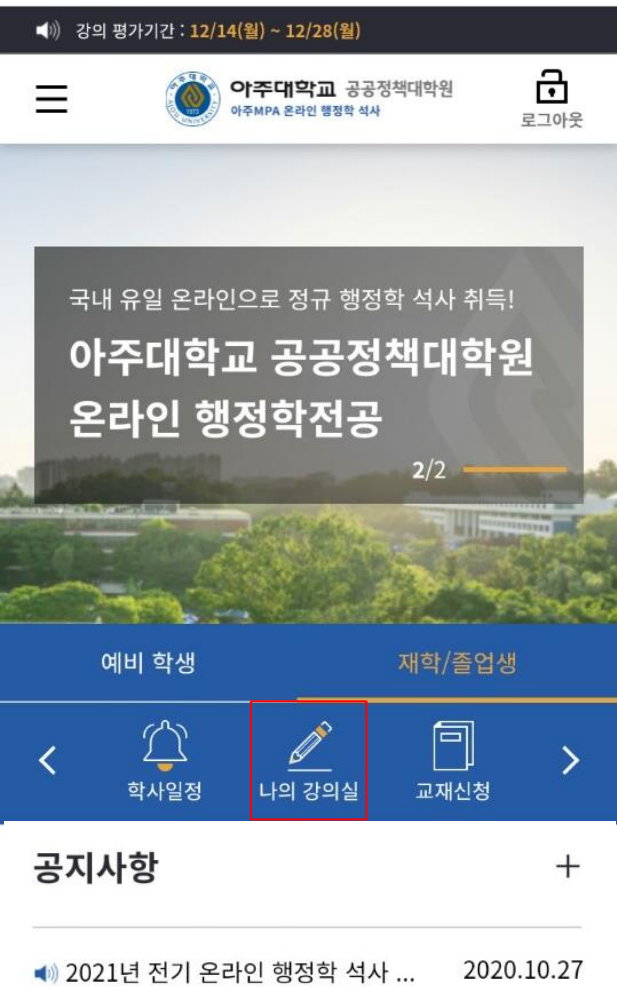 강의 평가기간 : 12/14(월) ~ 12/28(월)
아주대학교 공공정책대학원
아주MPA 온라인 행정학 석사
로그아웃
국내 유일 온라인으로 정규 행정학 석사 취득!
아주대학교 공공정책대학원
온라인 행정학전공
2/2
예비 학생 재학/졸업생
학사일정 나의 강의실 교재신청
공지사항
2021년 전기 온라인 행정학 석사 ... 2020.10.27